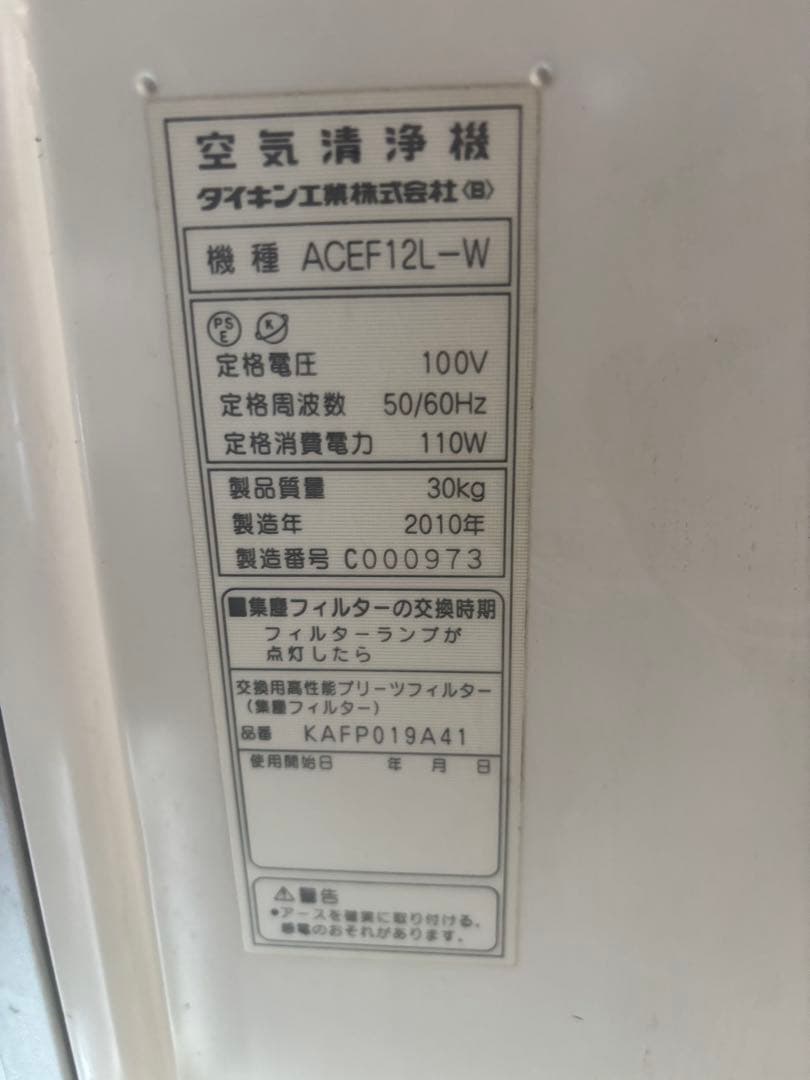 空気清浄機
ダイキン工業株式会社〈B〉
機種 ACEF12L-W
PSE K
定格電圧 100V
定格周波数 50/60Hz
定格消費電力 110W
製品質量 30kg
製造年 2010年
製造番号 C000973
■集塵フィルターの交換時期
フィルターランプが
点灯したら
交換用高性能プリーツフィルター
(集塵フィルター)
品番 KAFP019A41
使用開始日 年 月 日
⚠警告
●アースを確実に取り付ける。
感電のおそれがあります。